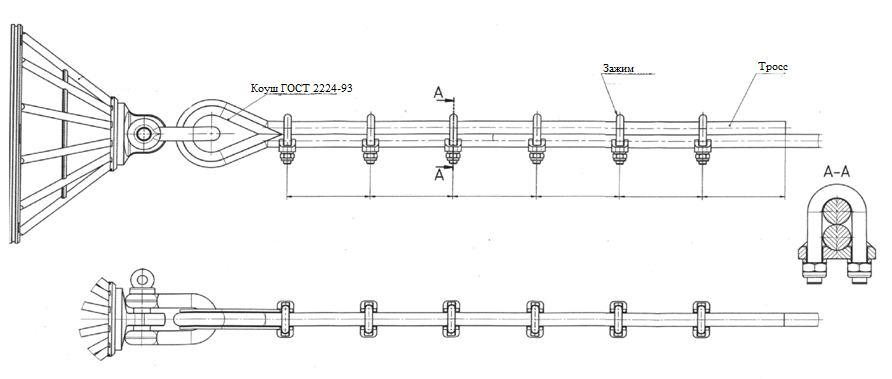 Коуш ГОСТ 2224-93
А
Зажим
Тросс
А
А-А